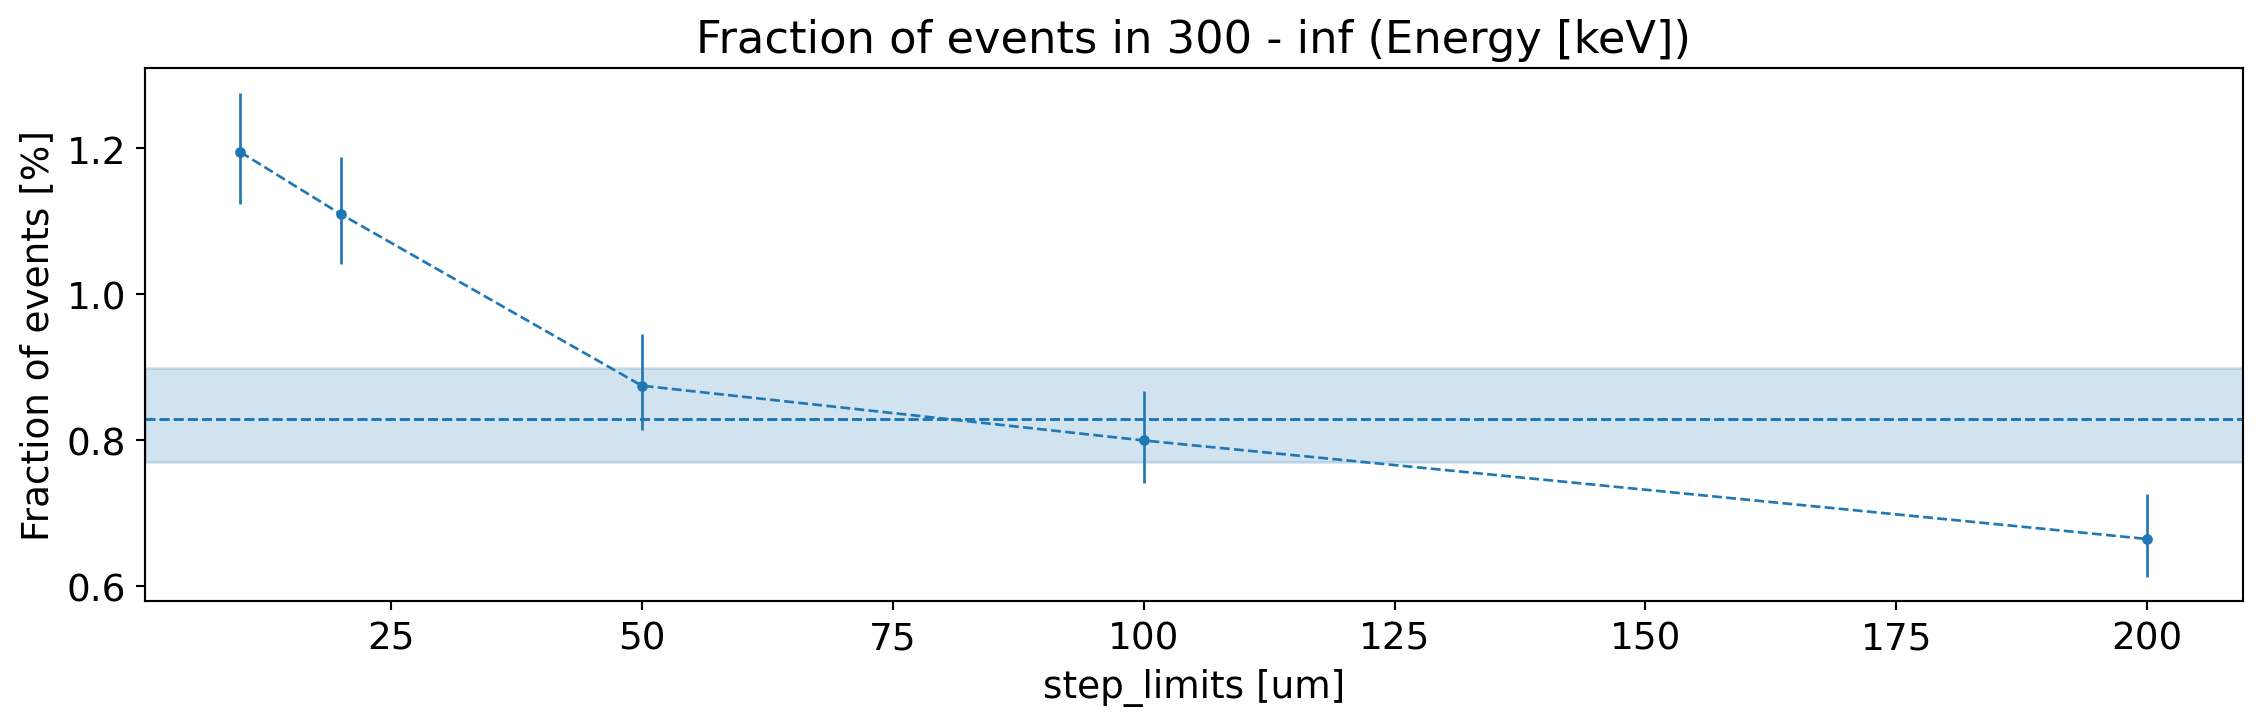 Fraction of events in 300 - inf (Energy [keV])
Fraction of events [%]
1.2
1.0
0.8
0.6
25 50 75 100 125 150 175 200
step_limits [um]